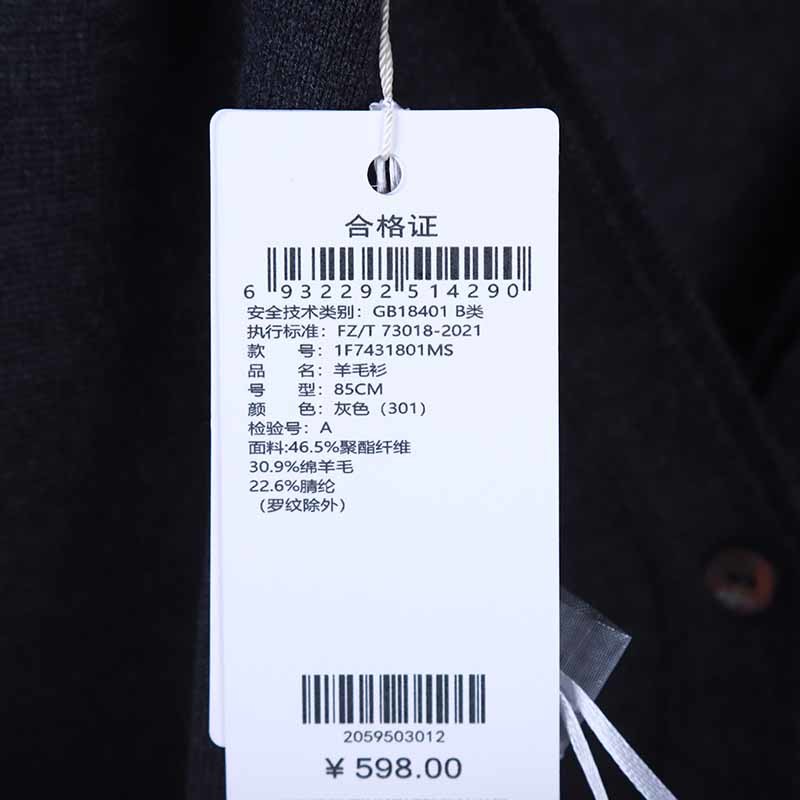 合格证
6 932292 514290
安全技术类别：GB18401 B类
执行标准：FZ/T 73018-2021
款 号：1F7431801MS
品 名：羊毛衫
号 型：85CM
颜 色：灰色（301）
检验号：A
面料:46.5%聚酯纤维
30.9%绵羊毛
22.6%腈纶
（罗纹除外）
2059503012
¥ 598.00